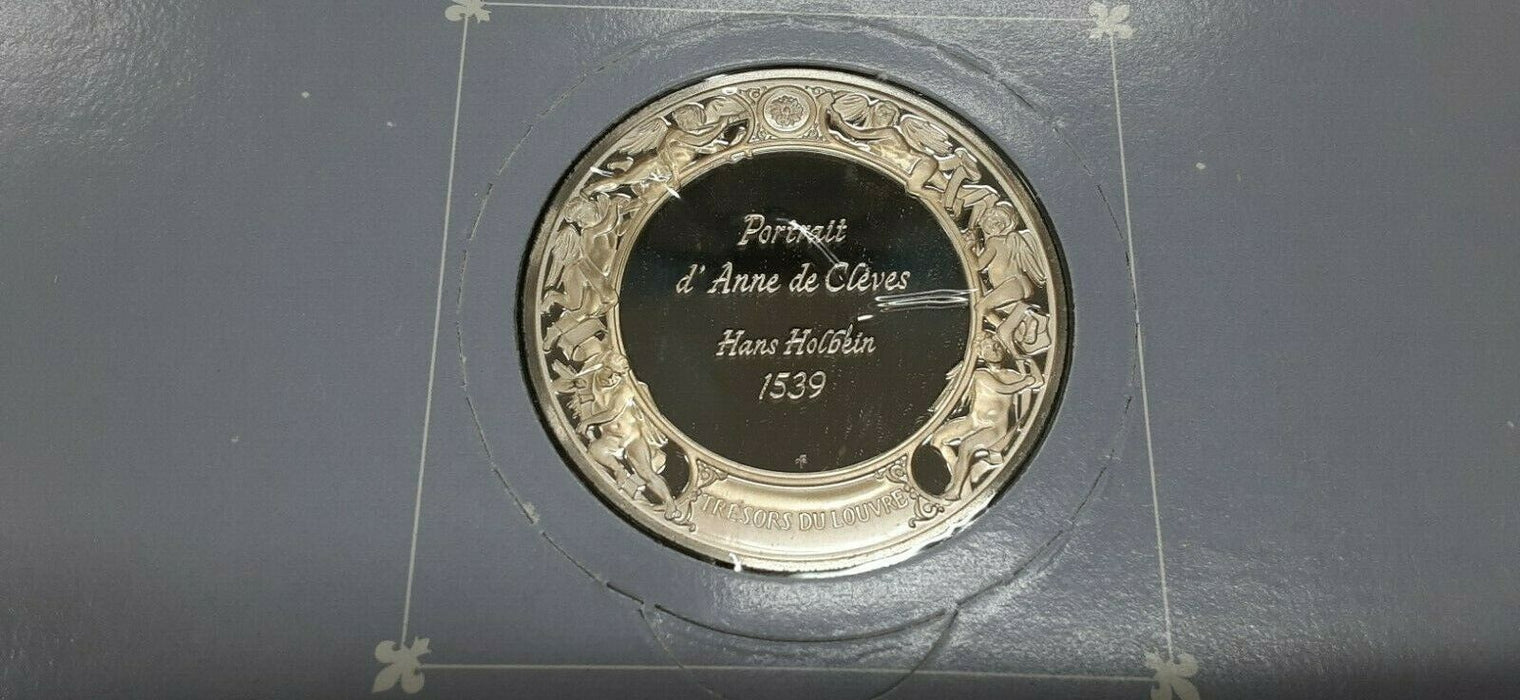 Portrait
d' Anne de Clèves
Hans Holbein
1539
TRESORS DU LOUVRE